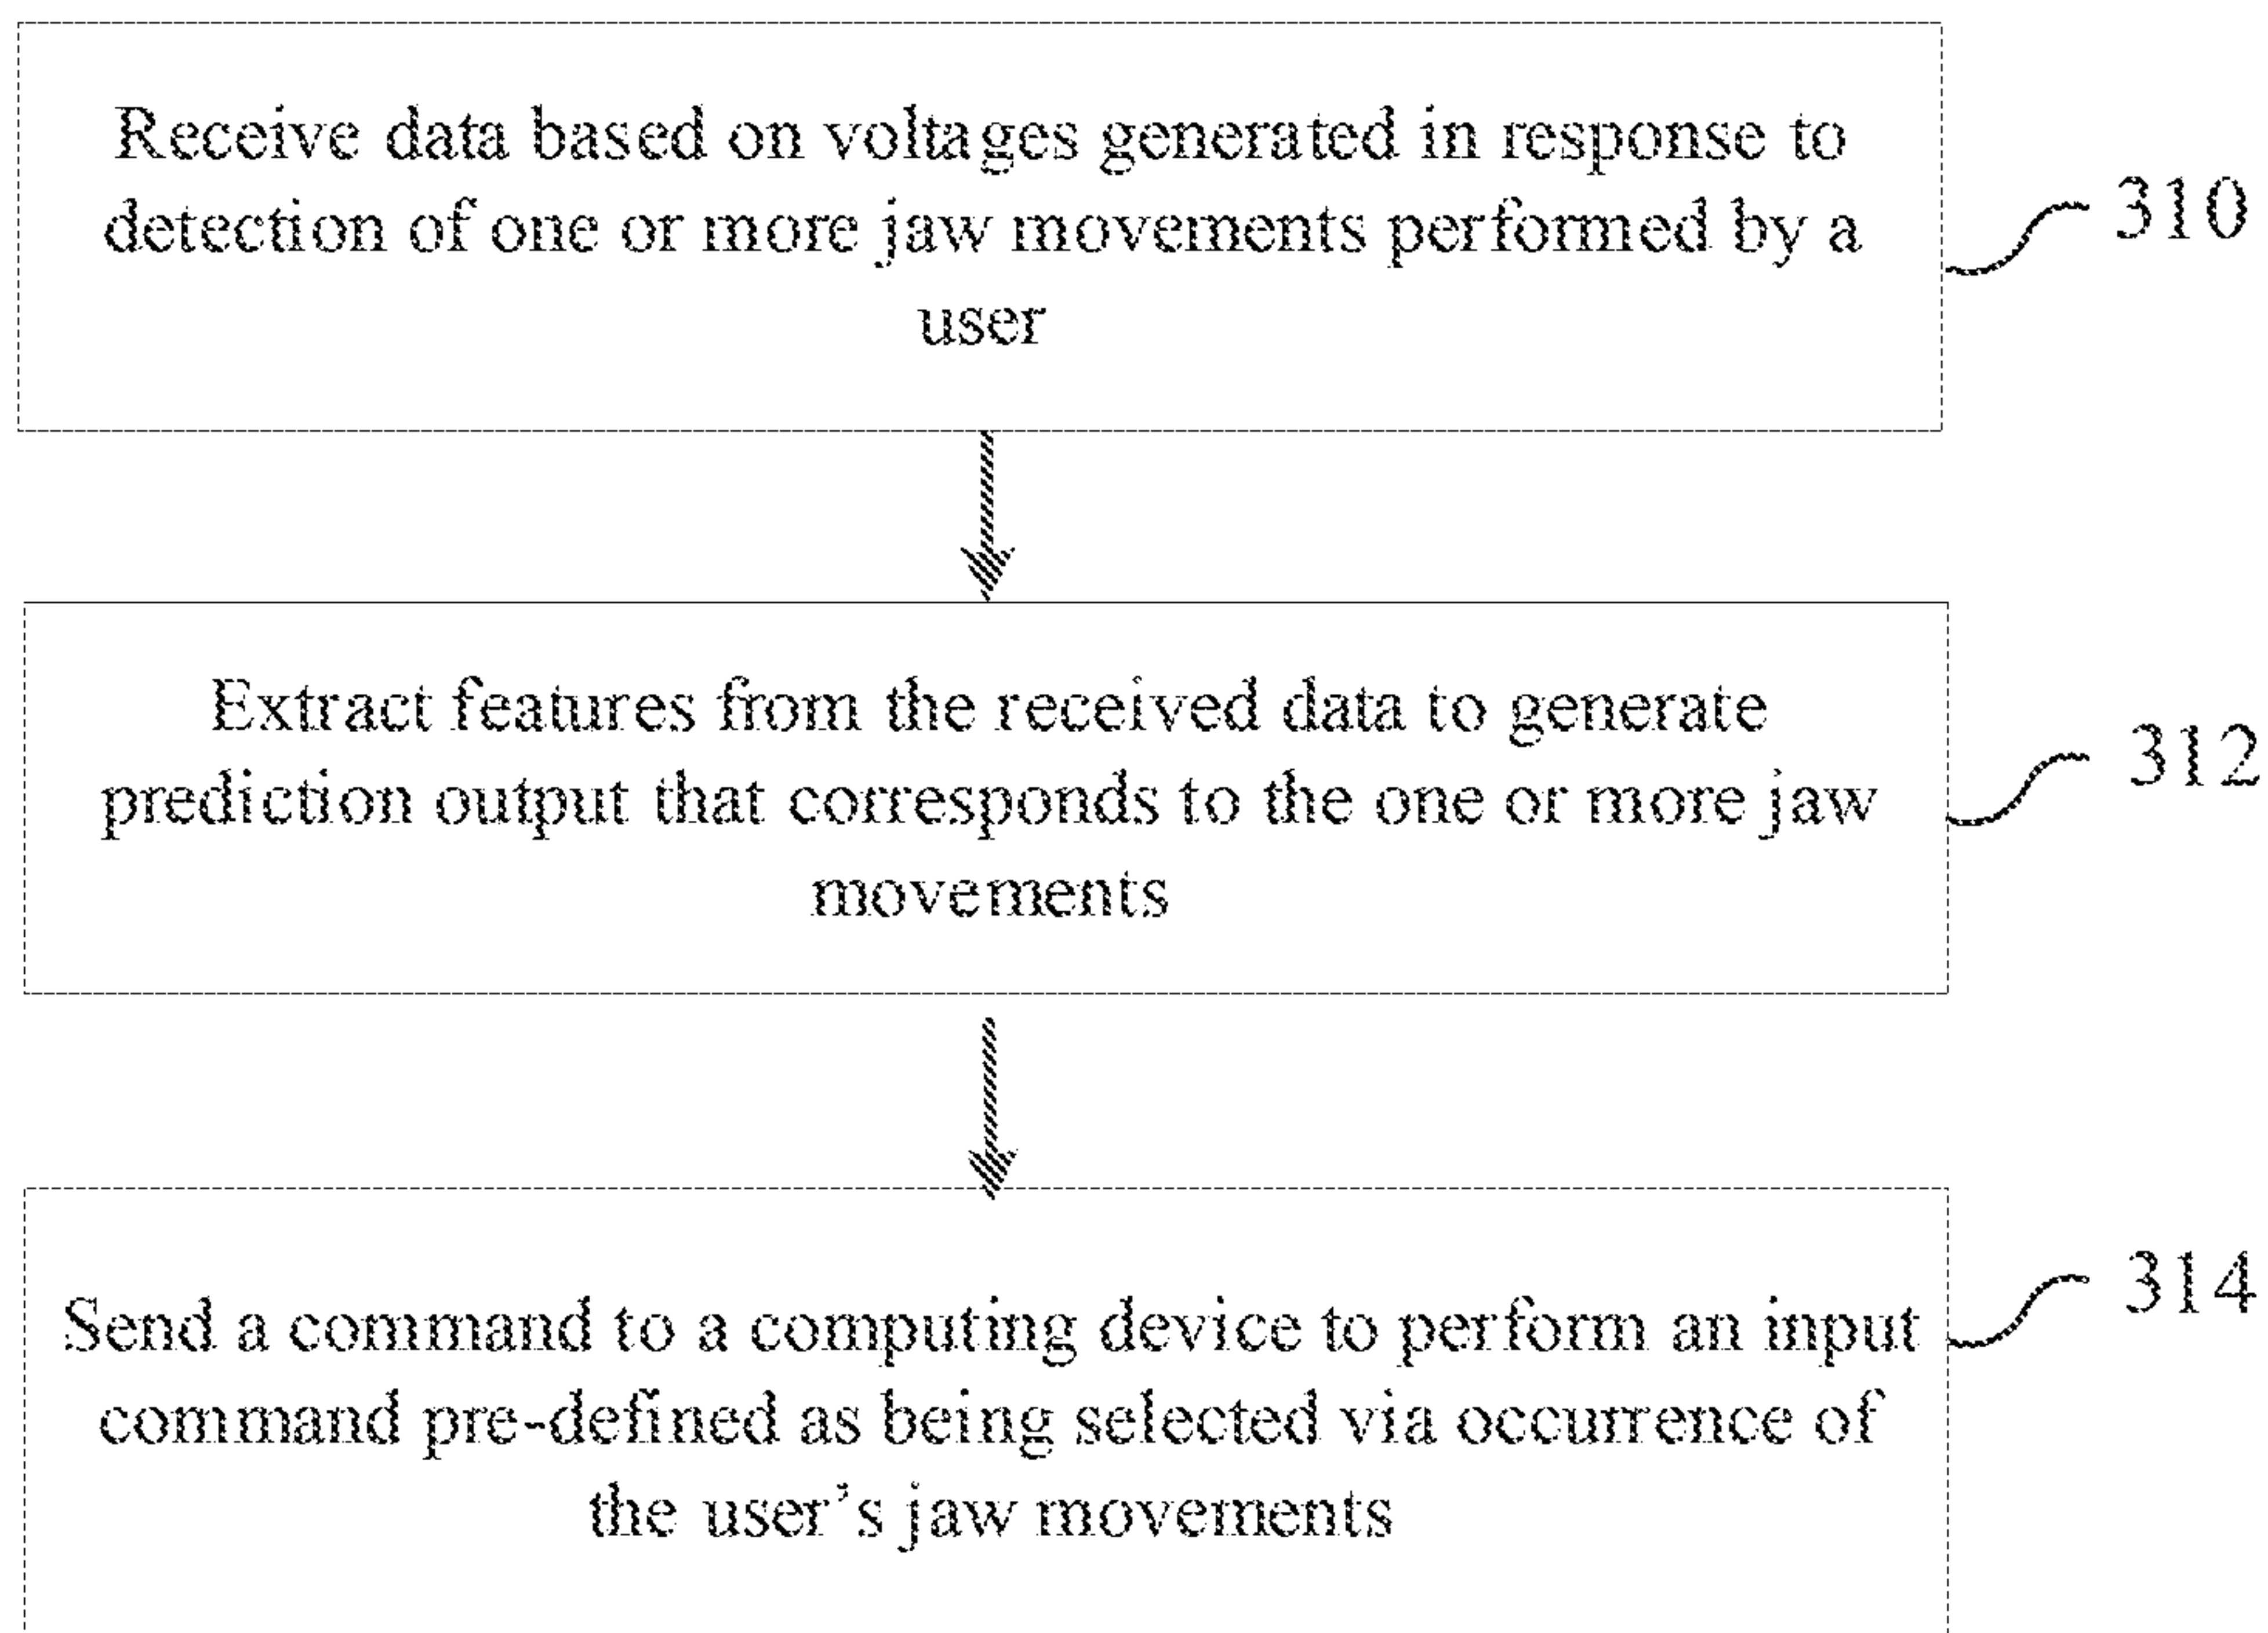 Receive data based on voltages generated in response to
detection of one or more jaw movements performed by a
user
310
Extract features from the received data to generate
prediction output that corresponds to the one or more jaw
movements
312
Send a command to a computing device to perform an input
command pre-defined as being selected via occurrence of
the user's jaw movements
314